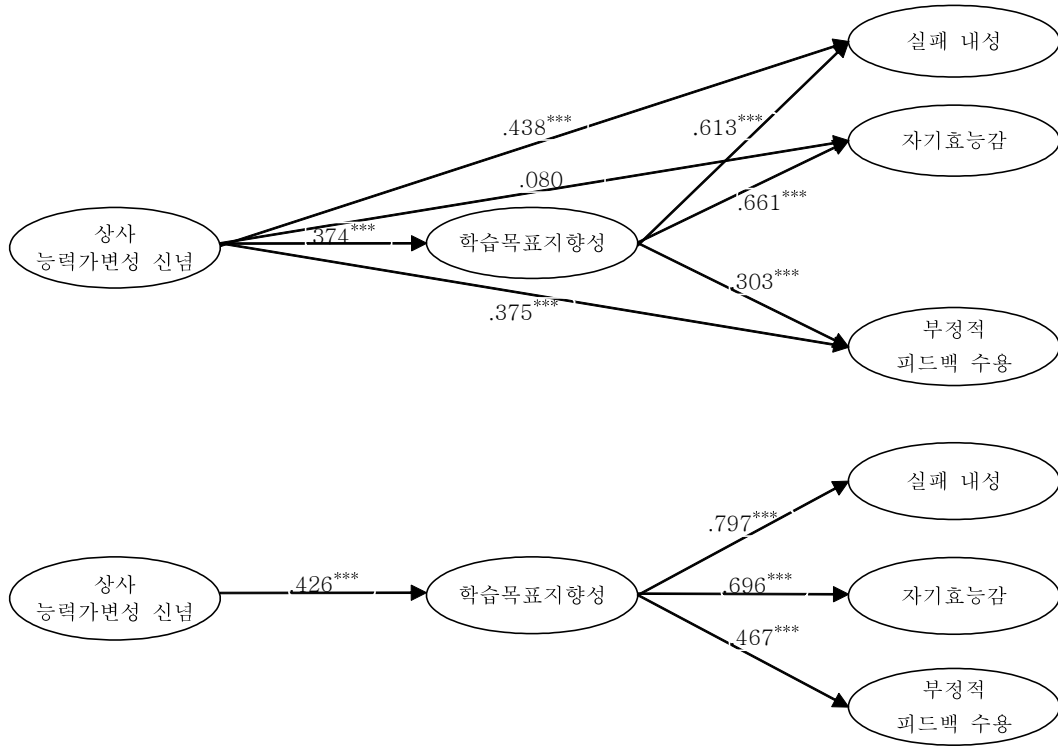 실패 내성
.438***
.613***
자기효능감
.080
.661***
상사
능력가변성 신념
.374***
학습목표지향성
.303***
.375***
부정적
피드백 수용
실패 내성
.797***
상사
능력가변성 신념
.426***
학습목표지향성
.696***
자기효능감
.467***
부정적
피드백 수용